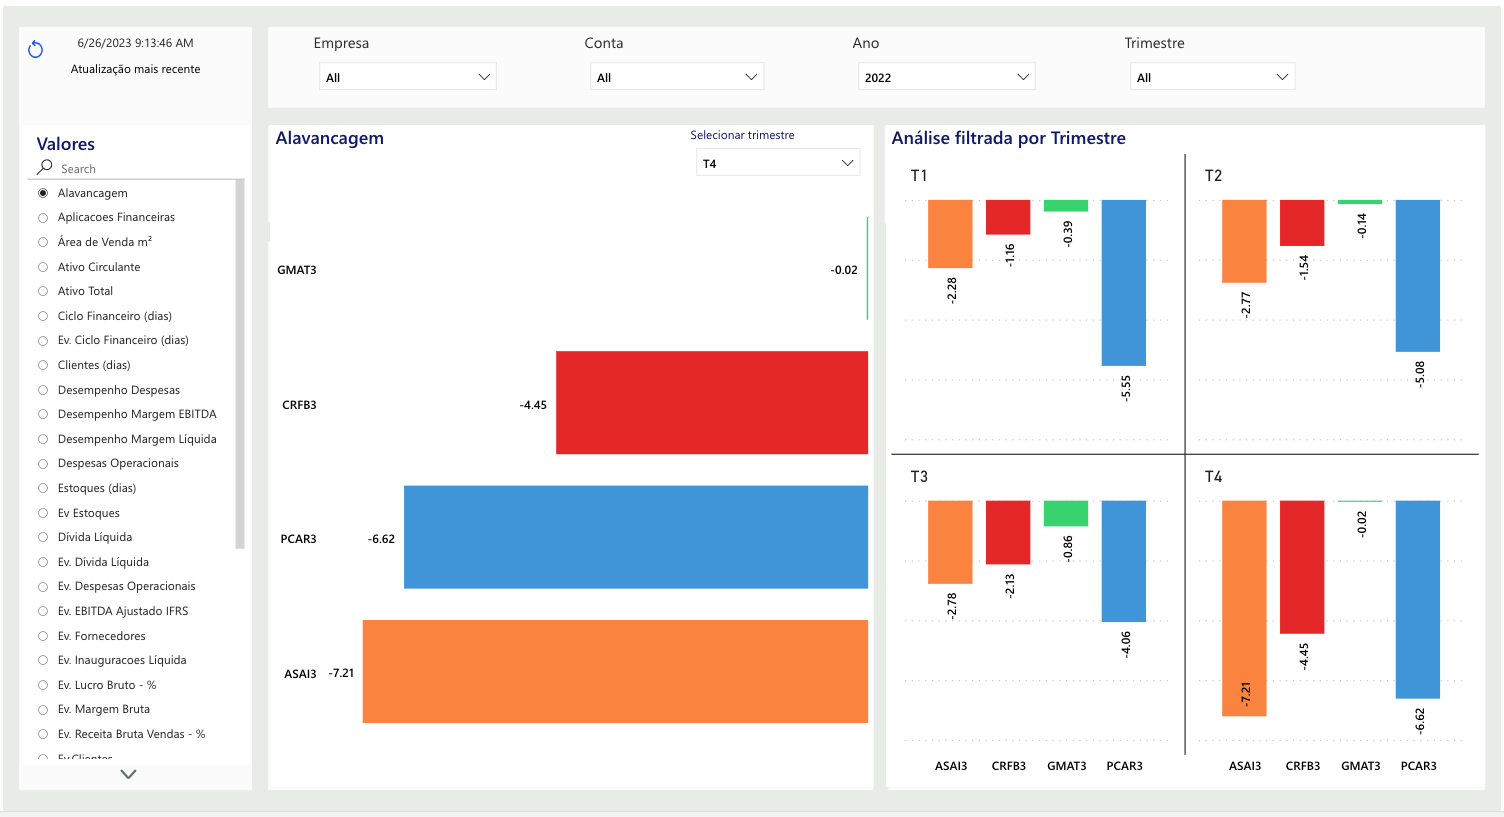 6/26/2023 9:13:46 AM
Atualização mais recente
Empresa
All
Conta
All
Ano
2022
Trimestre
All
Valores
Search
Alavancagem
Aplicacoes Financeiras
Área de Venda m²
Ativo Circulante
Ativo Total
Ciclo Financeiro (dias)
Ev. Ciclo Financeiro (dias)
Clientes (dias)
Desempenho Despesas
Desempenho Margem EBITDA
Desempenho Margem Líquida
Despesas Operacionais
Estoques (dias)
Ev Estoques
Dívida Líquida
Ev. Dívida Líquida
Ev. Despesas Operacionais
Ev. EBITDA Ajustado IFRS
Ev. Fornecedores
Ev. Inauguracoes Líquida
Ev. Lucro Bruto - %
Ev. Margem Bruta
Ev. Receita Bruta Vendas - %
Ev.Clientes
Alavancagem
Selecionar trimestre
T4
GMAT3 -0.02
CRFB3 -4.45
PCAR3 -6.62
ASAI3 -7.21
Análise filtrada por Trimestre
T1
-2.28
-1.16
-0.39
-5.55
T2
-2.77
-1.54
-0.14
-5.08
T3
-2.78
-2.13
-0.86
-4.06
T4
-7.21
-4.45
-0.02
-6.62
ASAI3 CRFB3 GMAT3 PCAR3
ASAI3 CRFB3 GMAT3 PCAR3